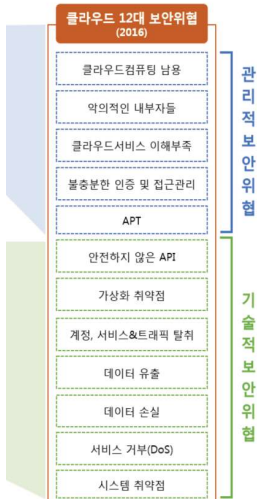 클라우드 12대 보안위협
(2016)
클라우드컴퓨팅 남용
악의적인 내부자들
클라우드서비스 이해부족
불충분한 인증 및 접근관리
APT
관리적보안위협
안전하지 않은 API
가상화 취약점
계정, 서비스&트래픽 탈취
데이터 유출
데이터 손실
서비스 거부(DoS)
시스템 취약점
기술적보안위협